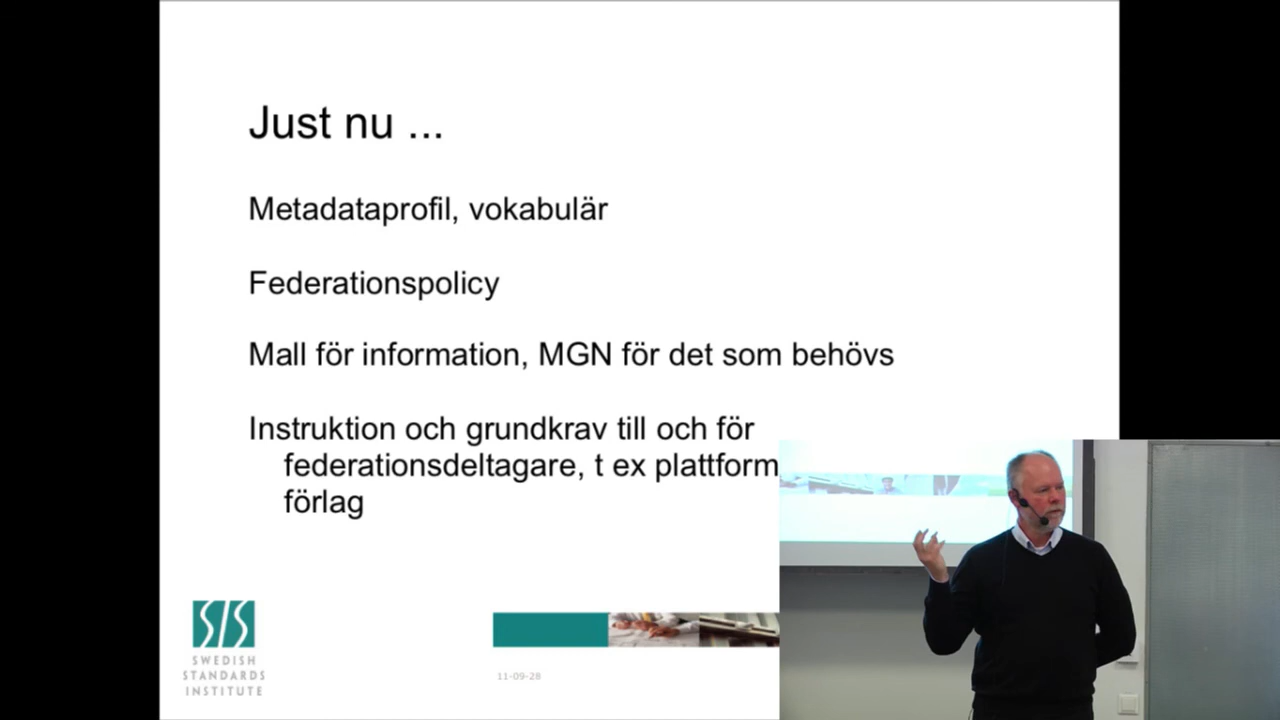 Just nu ...
Metadataprofil, vokabulär
Federationspolicy
Mall för information, MGN för det som behövs
Instruktion och grundkrav till och för
federationsdeltagare, t ex plattform
förlag
SIS
SWEDISH
STANDARDS
INSTITUTE
11-09-28